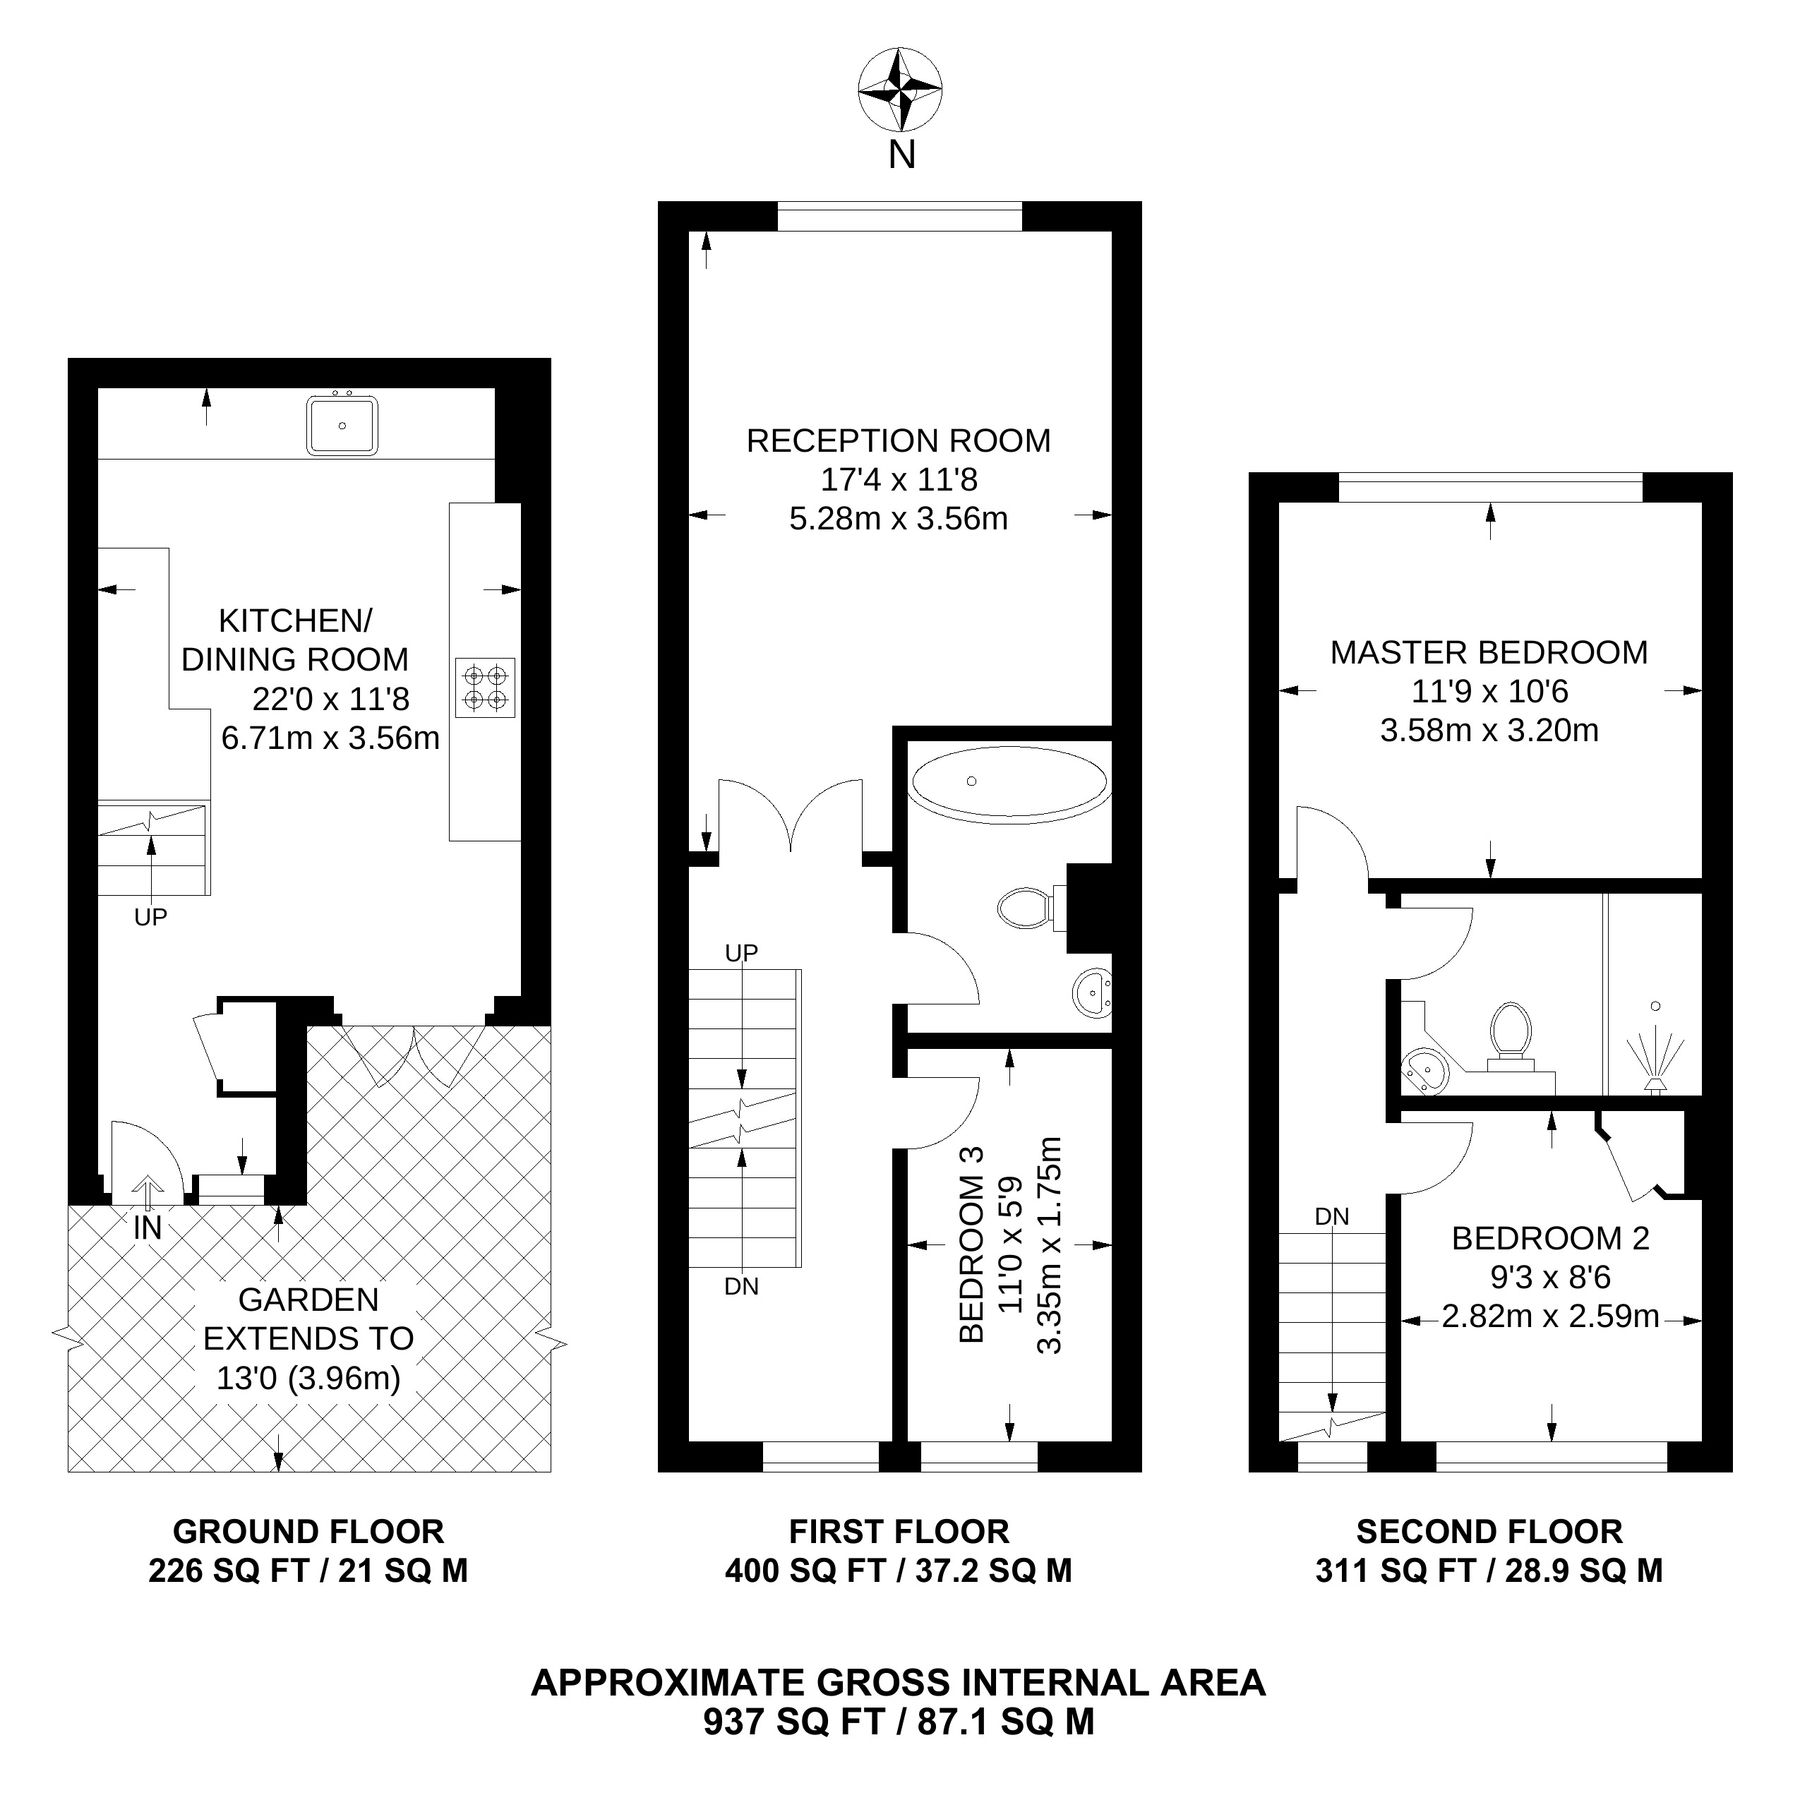 N
KITCHEN/
DINING ROOM
22'0 x 11'8
6.71m x 3.56m
UP
IN
GARDEN
EXTENDS TO
13'0 (3.96m)
GROUND FLOOR
226 SQ FT / 21 SQ M
RECEPTION ROOM
17'4 x 11'8
5.28m x 3.56m
UP
DN
BEDROOM 3
11'0 x 5'9
3.35m x 1.75m
FIRST FLOOR
400 SQ FT / 37.2 SQ M
MASTER BEDROOM
11'9 x 10'6
3.58m x 3.20m
DN
BEDROOM 2
9'3 x 8'6
2.82m x 2.59m
SECOND FLOOR
311 SQ FT / 28.9 SQ M
APPROXIMATE GROSS INTERNAL AREA
937 SQ FT / 87.1 SQ M